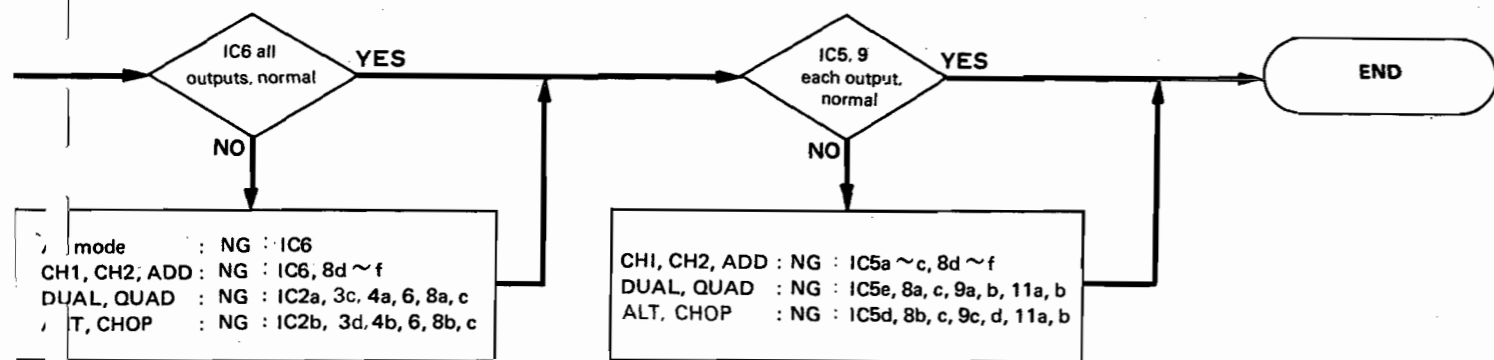 IC6 all
outputs, normal
YES
NO
mode : NG : IC6
CH1, CH2, ADD : NG : IC6, 8d ~ f
DUAL, QUAD : NG : IC2a, 3c, 4a, 6, 8a, c
CHOP : NG : IC2b, 3d, 4b, 6, 8b, c
IC5, 9
each output,
normal
YES
NO
CH1, CH2, ADD : NG : IC5a ~ c, 8d ~ f
DUAL, QUAD : NG : IC5e, 8a, c, 9a, b, 11a, b
ALT, CHOP : NG : IC5d, 8b, c, 9c, d, 11a, b
END